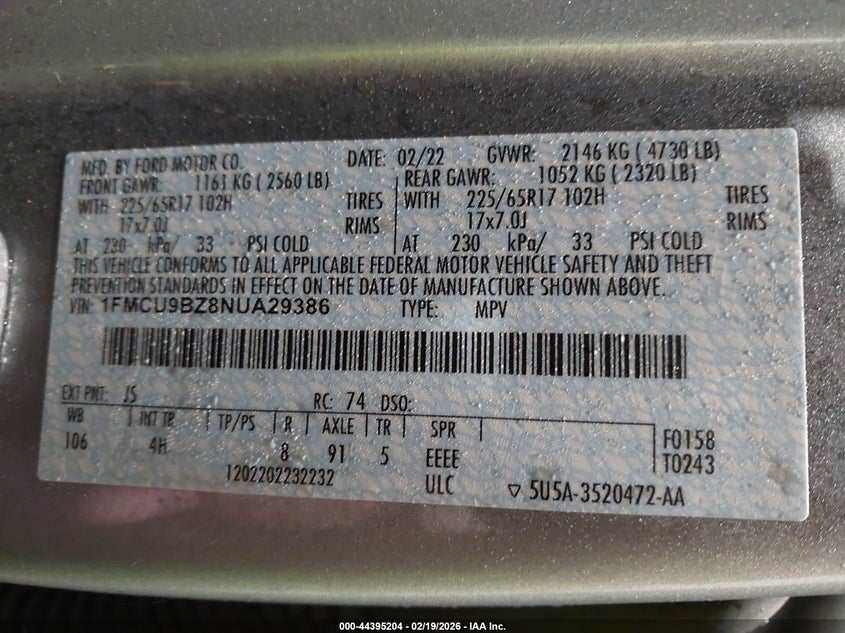 MFD. BY FORD MOTOR CO. DATE: 02/22 GVWR: 2146 KG ( 4730 LB)
FRONT GAWR: 1161 KG ( 2560 LB) REAR GAWR: 1052 KG ( 2320 LB)
WITH 225/65R17 102H TIRES WITH 225/65R17 102H TIRES
17x7.0J RIMS 17x7.0J RIMS
AT 230 kPa/ 33 PSI COLD AT 230 kPa/ 33 PSI COLD
THIS VEHICLE CONFORMS TO ALL APPLICABLE FEDERAL MOTOR VEHICLE SAFETY AND THEFT
PREVENTION STANDARDS IN EFFECT ON THE DATE OF MANUFACTURE SHOWN ABOVE.
VIN: 1FMCU9BZ8NUA29386 TYPE: MPV
EXT PNT: JS RC: 74 DSO:
WB INT TR TP/PS R AXLE TR SPR
106 4H 8 91 5 EEEE
F0158
T0243
1202202232232 ULC ▽ 5U5A-3520472-AA
000-44395204 - 02/19/2026 - IAA Inc.